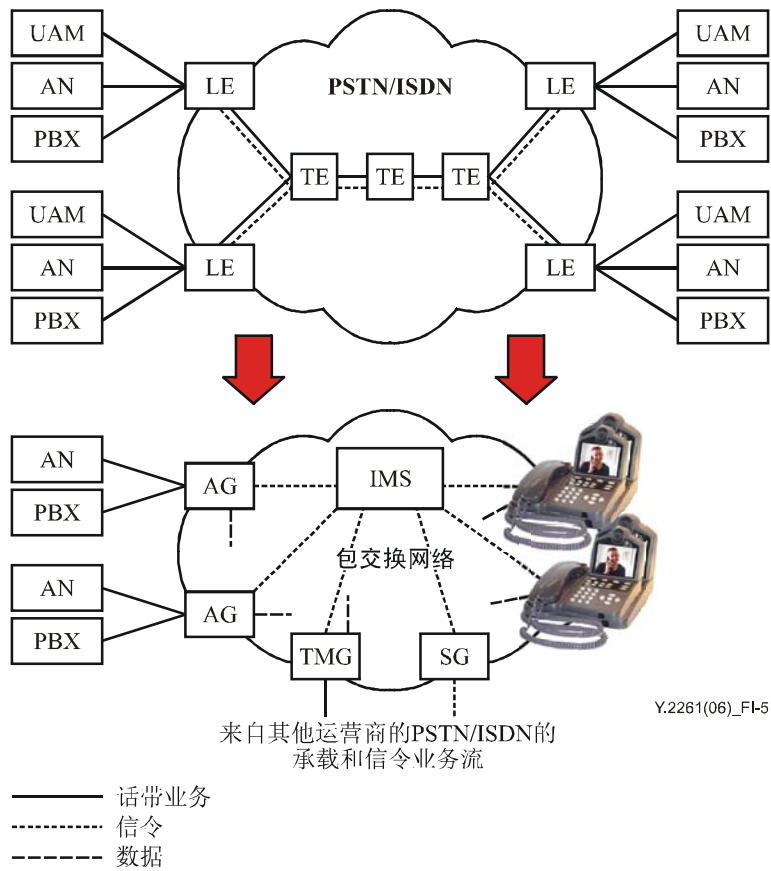 UAM
UAM
AN
LE
PSTN/ISDN
LE
AN
PBX
PBX
TE
TE
TE
UAM
UAM
AN
LE
LE
AN
PBX
PBX
AN
AG
IMS
PBX
包交换网络
AN
AG
PBX
TMG
SG
Y.2261(06)_FI-5
来自其他运营商的PSTN/ISDN的
承载和信令业务流
话带业务
信令
数据